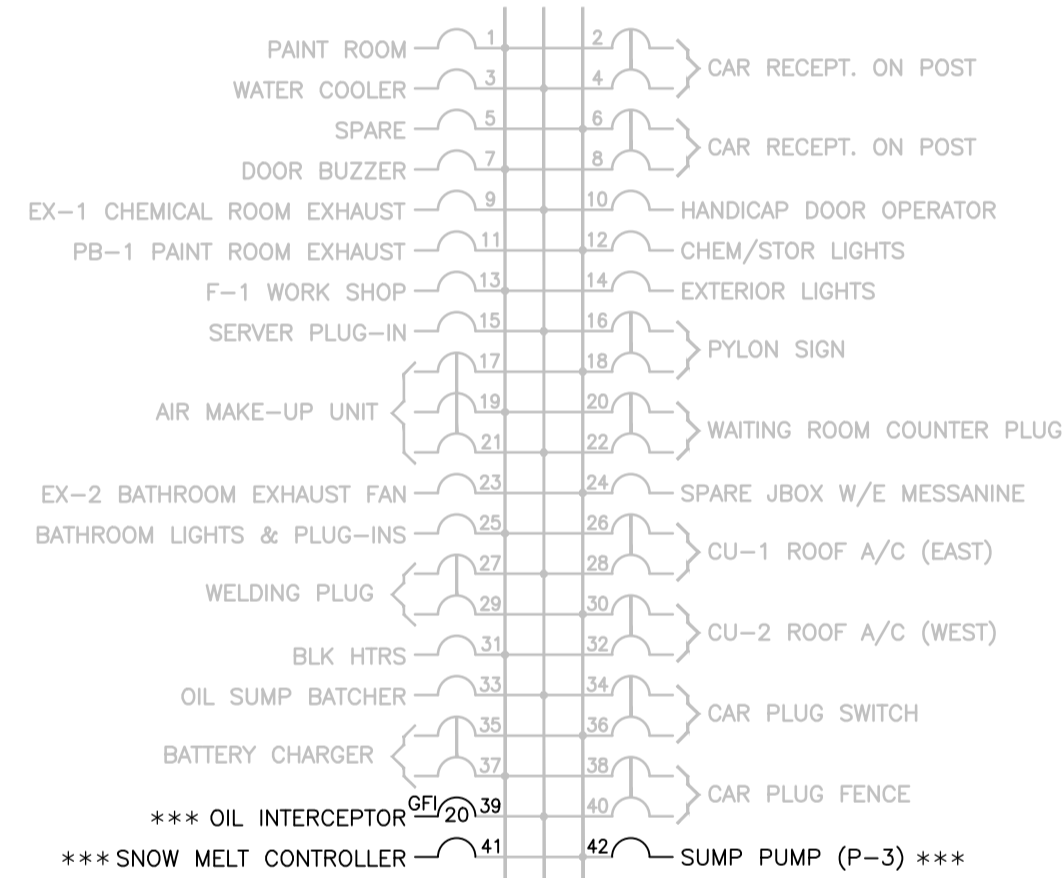 PAINT ROOM 1 2
CAR RECEPT. ON POST
WATER COOLER 3 4
SPARE 5 6
CAR RECEPT. ON POST
DOOR BUZZER 7 8
EX-1 CHEMICAL ROOM EXHAUST 9 10 HANDICAP DOOR OPERATOR
PB-1 PAINT ROOM EXHAUST 11 12 CHEM/STOR LIGHTS
F-1 WORK SHOP 13 14 EXTERIOR LIGHTS
SERVER PLUG-IN 15 16
PYLON SIGN
17 18
AIR MAKE-UP UNIT 19 20
WAITING ROOM COUNTER PLUG
21 22
EX-2 BATHROOM EXHAUST FAN 23 24 SPARE JBOX W/E MESSANINE
BATHROOM LIGHTS & PLUG-INS 25 26
CU-1 ROOF A/C (EAST)
27 28
WELDING PLUG
29 30
CU-2 ROOF A/C (WEST)
BLK HTRS 31 32
OIL SUMP BATCHER 33 34
CAR PLUG SWITCH
35 36
BATTERY CHARGER
37 38
CAR PLUG FENCE
*** OIL INTERCEPTOR GFI 20 39 40
*** SNOW MELT CONTROLLER 41 42 SUMP PUMP (P-3) ***